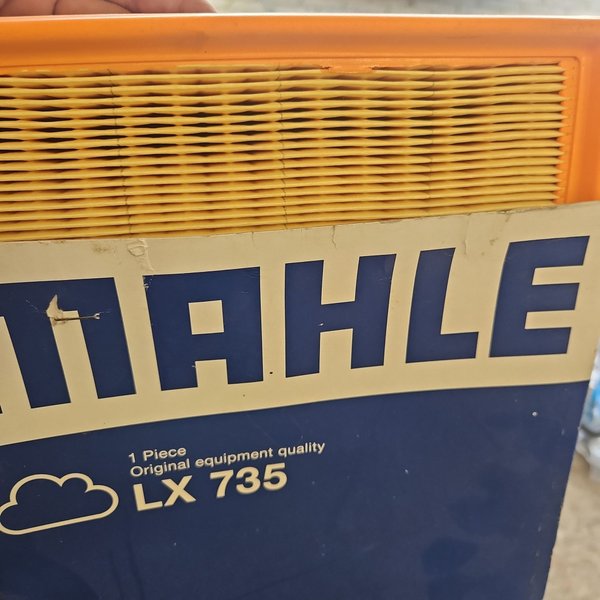 MAHLE
1 Piece
Original equipment quality
LX 735